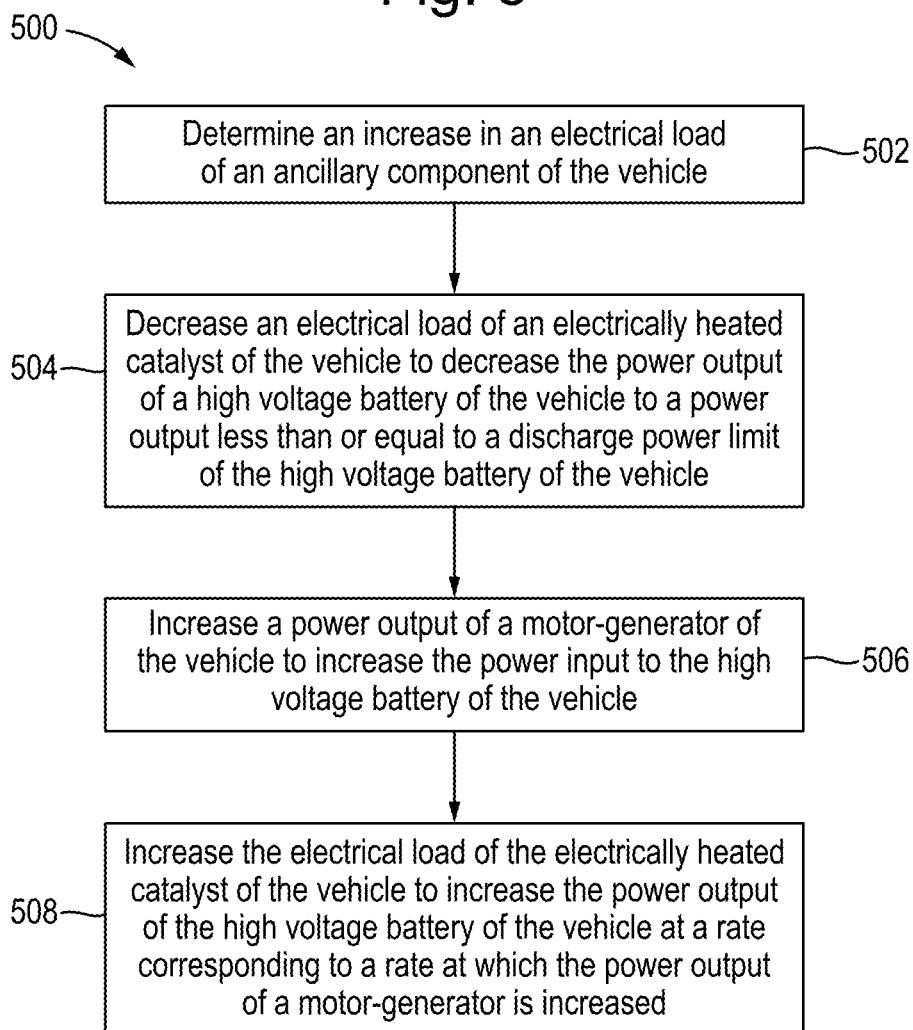 Fig.
500
Determine an increase in an electrical load
of an ancillary component of the vehicle
502
Decrease an electrical load of an electrically heated
catalyst of the vehicle to decrease the power output
504
of a high voltage battery of the vehicle to a power
output less than or equal to a discharge power limit
of the high voltage battery of the vehicle
Increase a power output of a motor-generator of
the vehicle to increase the power input to the high
506
voltage battery of the vehicle
Increase the electrical load of the electrically heated
catalyst of the vehicle to increase the power output
508
of the high voltage battery of the vehicle at a rate
corresponding to a rate at which the power output
of a motor-generator is increased